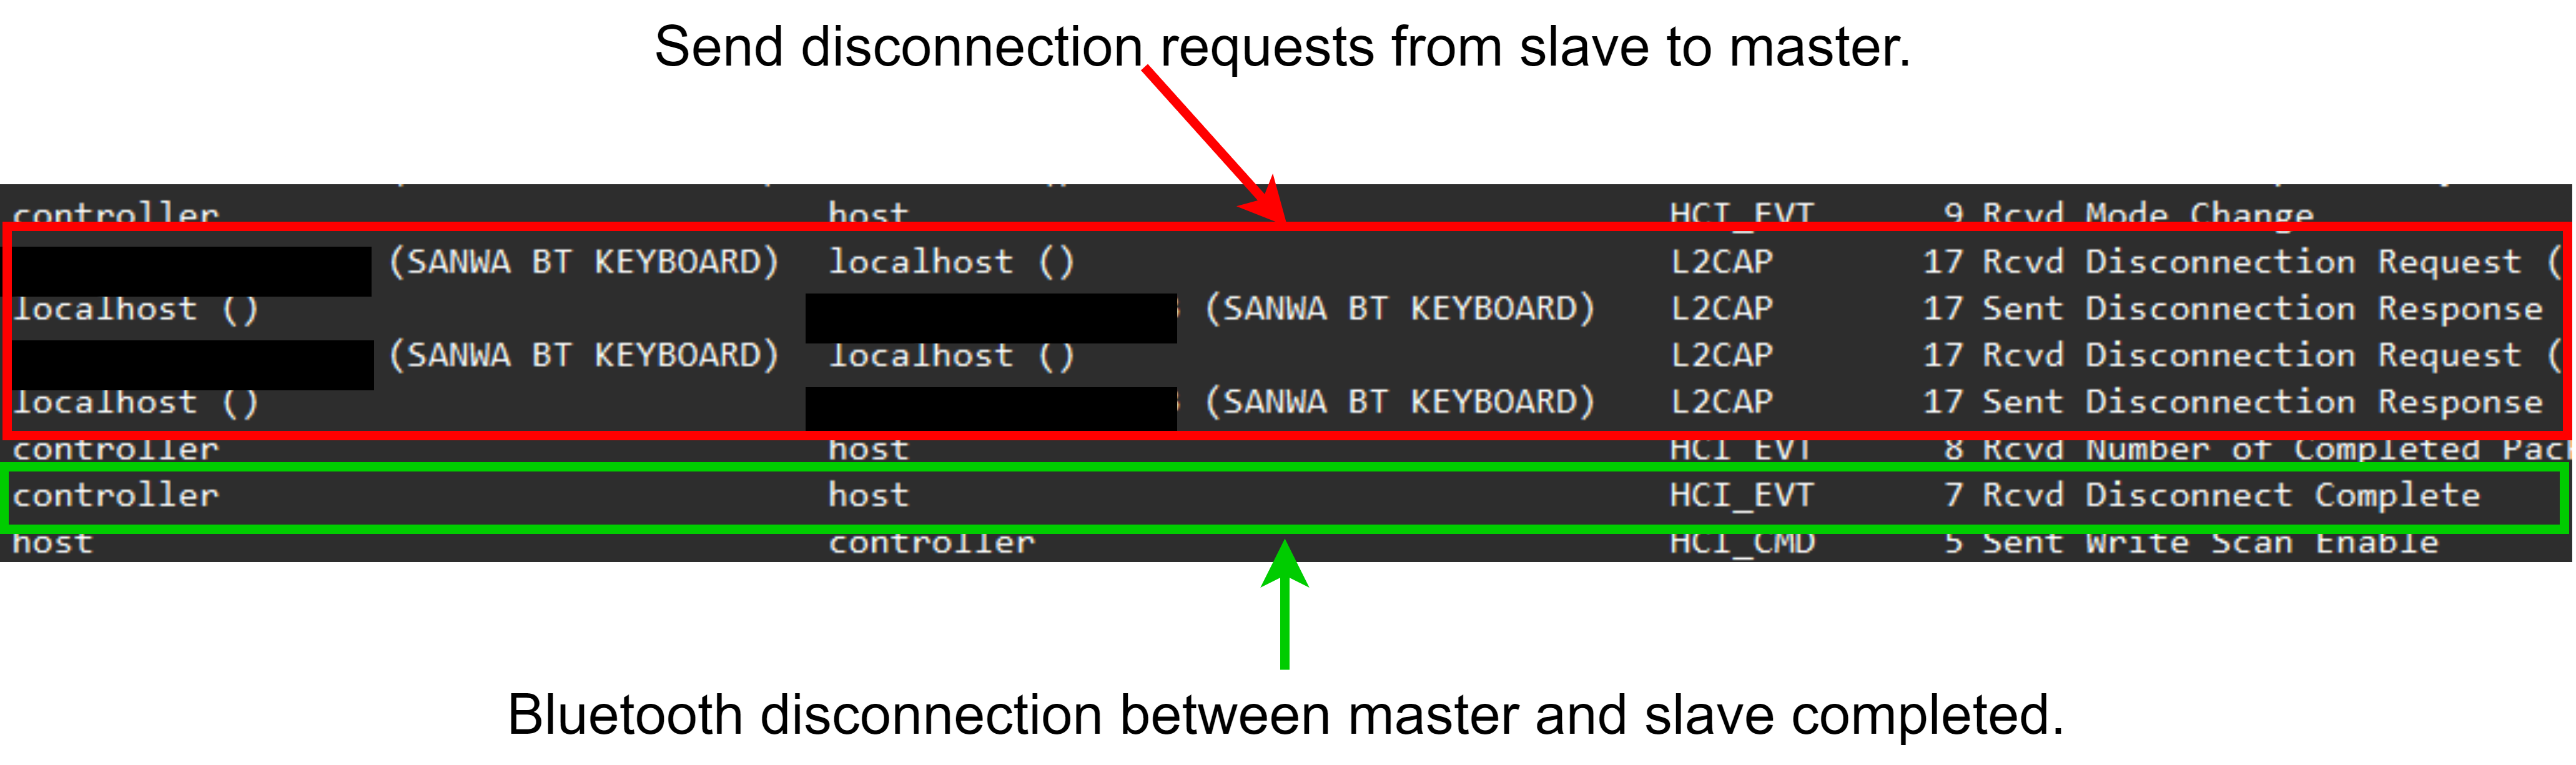 Send disconnection requests from slave to master.
controller host HCI_EVT 9 Rcvd Mode Change
(SANWA BT KEYBOARD) localhost () L2CAP 17 Rcvd Disconnection Request (
localhost () (SANWA BT KEYBOARD) L2CAP 17 Sent Disconnection Response
(SANWA BT KEYBOARD) localhost () L2CAP 17 Rcvd Disconnection Request (
localhost () (SANWA BT KEYBOARD) L2CAP 17 Sent Disconnection Response
controller host HCI_EVT 8 Rcvd Number of Completed Pac
controller host HCI_EVT 7 Rcvd Disconnect Complete
host controller HCI_CMD 5 Sent Write Scan Enable
Bluetooth disconnection between master and slave completed.